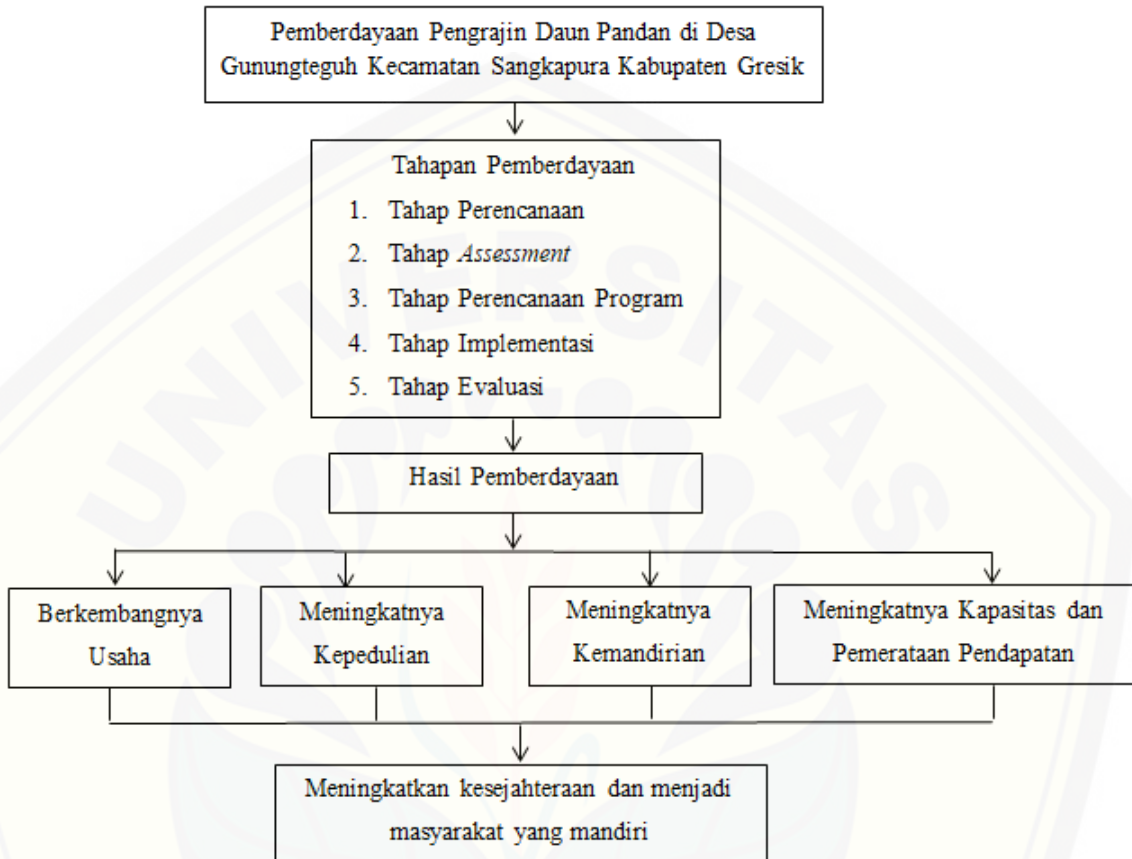 Pemberdayaan Pengrajin Daun Pandan di Desa
Gunungteguh Kecamatan Sangkapura Kabupaten Gresik
Tahapan Pemberdayaan
1. Tahap Perencanaan
2. Tahap Assessment
3. Tahap Perencanaan Program
4. Tahap Implementasi
5. Tahap Evaluasi
Hasil Pemberdayaan
Berkembangnya
Usaha
Meningkatnya
Kepedulian
Meningkatnya
Kemandirian
Meningkatnya Kapasitas dan
Pemerataan Pendapatan
Meningkatkan kesejahteraan dan menjadi
masyarakat yang mandiri
UNIVERSITAS